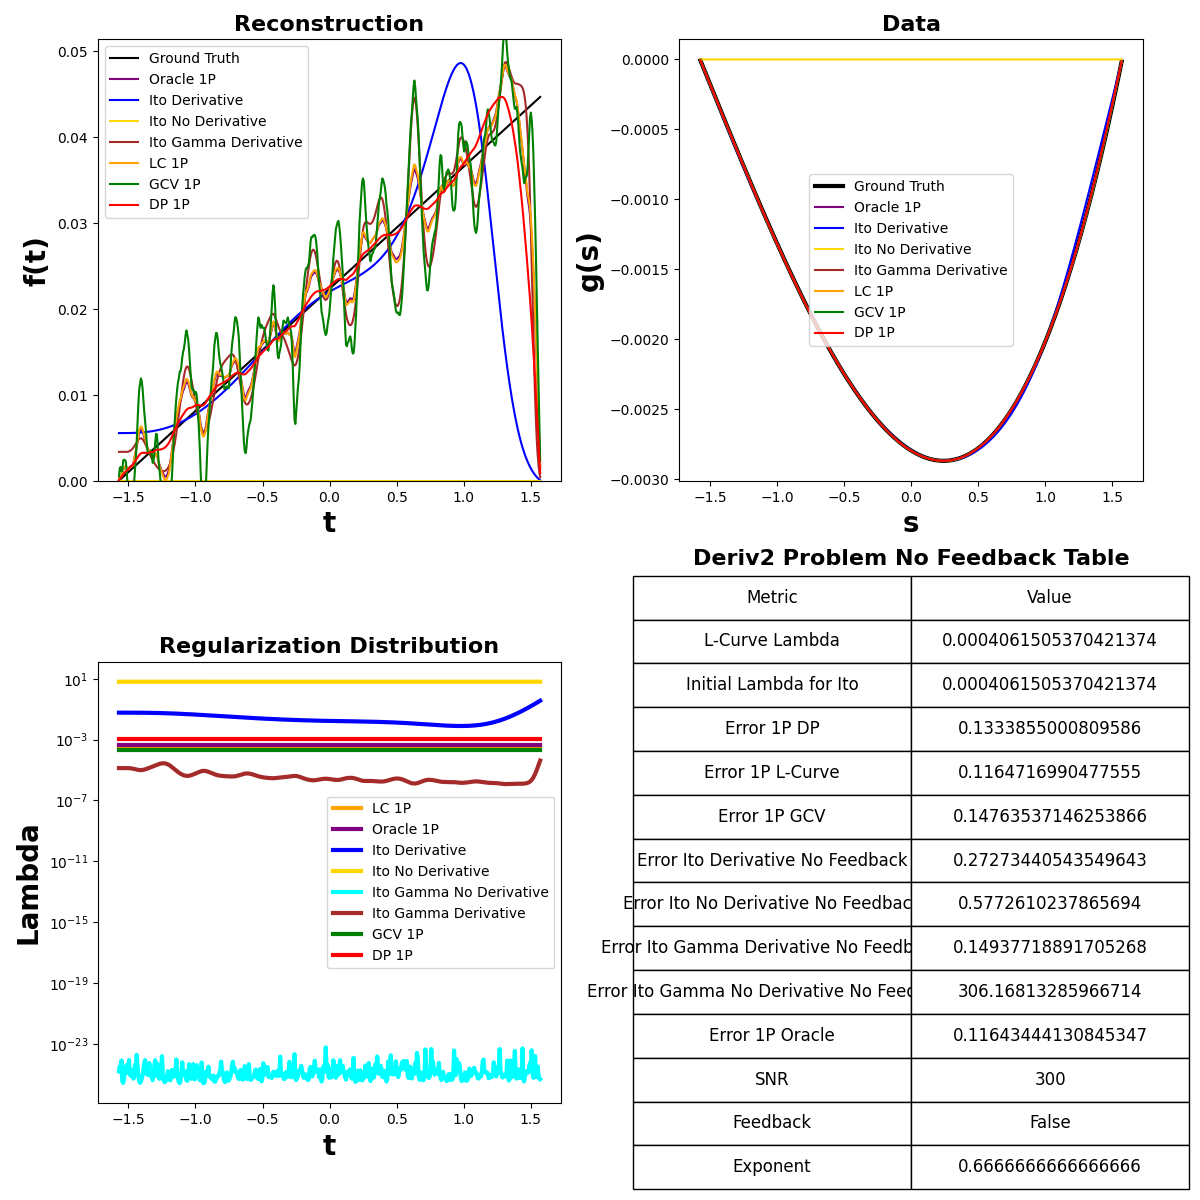 Reconstruction
0.05
0.04
0.03
0.02
0.01
0.00
f(t)
Ground Truth
Oracle 1P
Ito Derivative
Ito No Derivative
Ito Gamma Derivative
LC 1P
GCV 1P
DP 1P
−1.5 −1.0 −0.5 0.0 0.5 1.0 1.5
t
Data
0.0000
−0.0005
−0.0010
−0.0015
−0.0020
−0.0025
−0.0030
g(s)
Ground Truth
Oracle 1P
Ito Derivative
Ito No Derivative
Ito Gamma Derivative
LC 1P
GCV 1P
DP 1P
−1.5 −1.0 −0.5 0.0 0.5 1.0 1.5
s
Regularization Distribution
10^1
10^−3
10^−7
10^−11
10^−15
10^−19
10^−23
Lambda
LC 1P
Oracle 1P
Ito Derivative
Ito No Derivative
Ito Gamma No Derivative
Ito Gamma Derivative
GCV 1P
DP 1P
−1.5 −1.0 −0.5 0.0 0.5 1.0 1.5
t
Deriv2 Problem No Feedback Table
Metric Value
L-Curve Lambda 0.0004061505370421374
Initial Lambda for Ito 0.0004061505370421374
Error 1P DP 0.1333855000809586
Error 1P L-Curve 0.1164716990477555
Error 1P GCV 0.14763537146253866
Error Ito Derivative No Feedback 0.27273440543549643
Error Ito No Derivative No Feedbac 0.5772610237865694
Error Ito Gamma Derivative No Feedb 0.14937718891705268
Error Ito Gamma No Derivative No Feed 306.16813285966714
Error 1P Oracle 0.11643444130845347
SNR 300
Feedback False
Exponent 0.6666666666666666